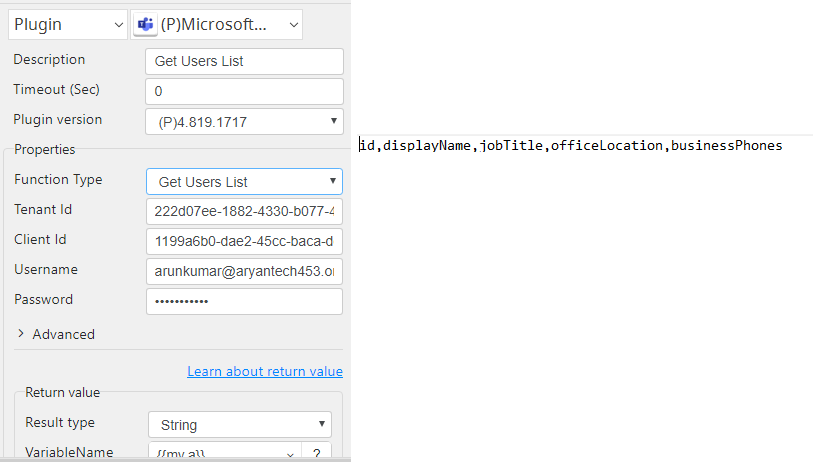 Plugin (P)Microsoft...
Description Get Users List
Timeout (Sec) 0
Plugin version (P)4.819.1717
Properties
Function Type Get Users List
Tenant Id 222d07ee-1882-4330-b077-4
Client Id 1199a6b0-dae2-45cc-baca-d
Username arunkumar@aryantech453.o
Password •••••••••••
> Advanced
Learn about return value
Return value
Result type String
VariableName {{my a}} ?
id,displayName,jobTitle,officeLocation,businessPhones